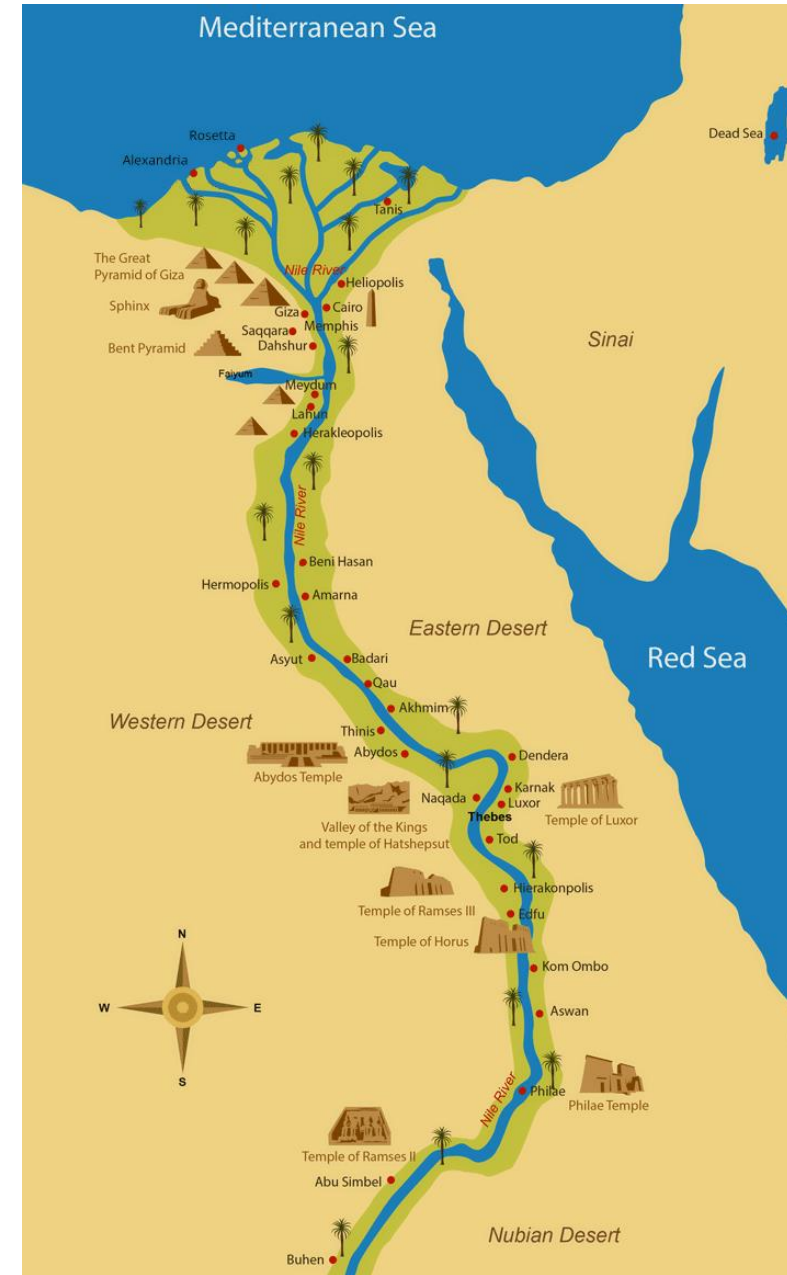 Mediterranean Sea
Rosetta
Dead Sea
Alexandria
Tanis
The Great
Pyramid of Giza
Nile River
Heliopolis
Sphinx
Giza
Cairo
Memphis
Saqqara
Sinai
Bent Pyramid
Dahshur
Faiyum
Meydum
Lahun
Herakleopolis
Nile River
Beni Hasan
Hermopolis
Amarna
Eastern Desert
Asyut
Badari
Red Sea
Qau
Akhmim
Western Desert
Thinis
Abydos
Dendera
Abydos Temple
Karnak
Naqada
Luxor
Thebes
Temple of Luxor
Valley of the Kings
and temple of Hatshepsut
Tod
Hierakonpolis
Temple of Ramses III
Edfu
Temple of Horus
N
Kom Ombo
W
E
Aswan
S
Nile River
Philae
Philae Temple
Temple of Ramses II
Abu Simbel
Nubian Desert
Buhen